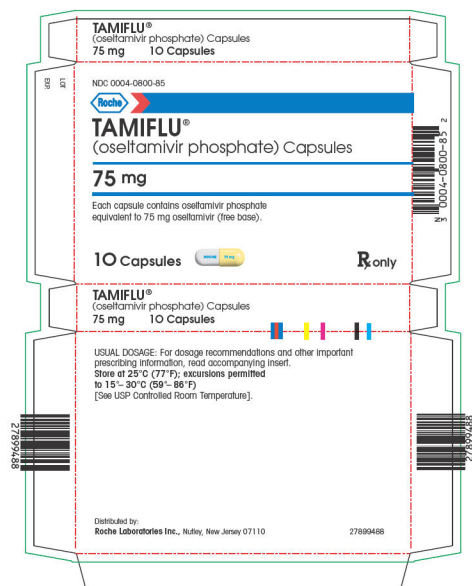 TAMIFLU®
(oseltamivir phosphate) Capsules
75 mg 10 Capsules
LOT
EXP.
NDC 0004-0800-85
Roche
TAMIFLU®
(oseltamivir phosphate) Capsules
75 mg
Each capsule contains oseltamivir phosphate
equivalent to 75 mg oseltamivir (free base).
10 Capsules
ROCHE 75 mg
Rx only
N 3 0004-0800-85 2
TAMIFLU®
(oseltamivir phosphate) Capsules
75 mg 10 Capsules
USUAL DOSAGE: For dosage recommendations and other important
prescribing information, read accompanying insert.
Store at 25°C (77°F); excursions permitted
to 15°–30°C (59°–86°F)
[See USP Controlled Room Temperature].
27899488
27899488
Distributed by:
Roche Laboratories Inc., Nutley, New Jersey 07110
27899488